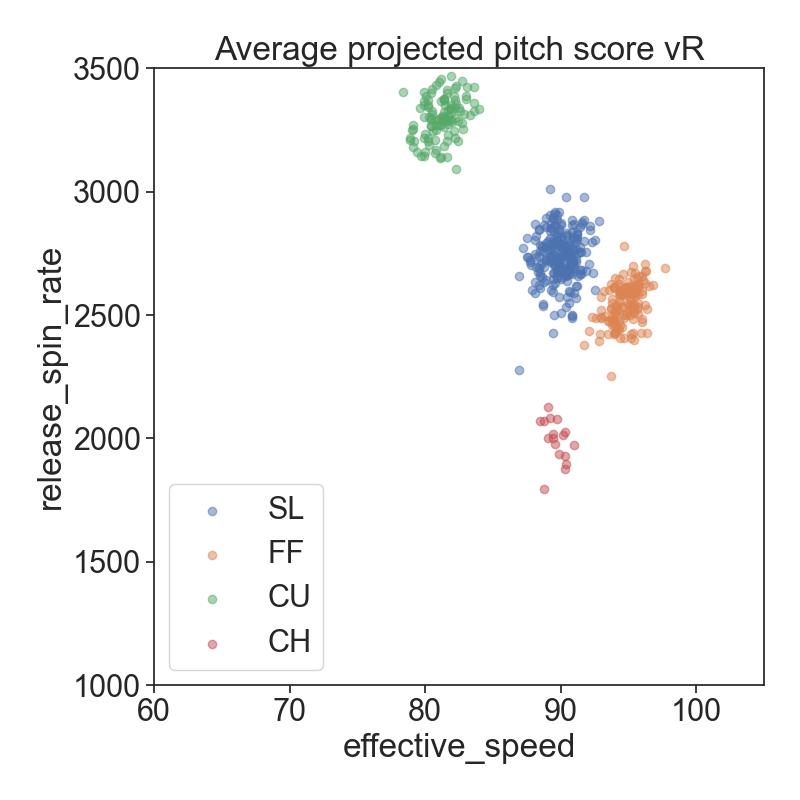 Average projected pitch score vR
3500
3000
2500
2000
1500
1000
release_spin_rate
SL
FF
CU
CH
60
70
80
90
100
effective_speed